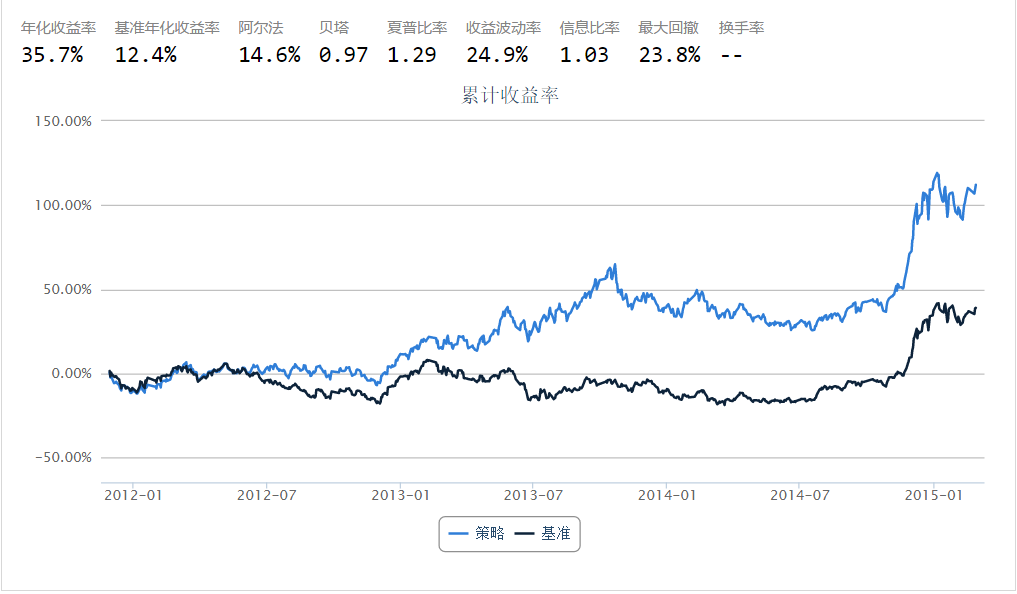 年化收益率 基准年化收益率 阿尔法 贝塔 夏普比率 收益波动率 信息比率 最大回撤 换手率
35.7% 12.4% 14.6% 0.97 1.29 24.9% 1.03 23.8% --
累计收益率
150.00%
100.00%
50.00%
0.00%
-50.00%
2012-01 2012-07 2013-01 2013-07 2014-01 2014-07 2015-01
策略 基准